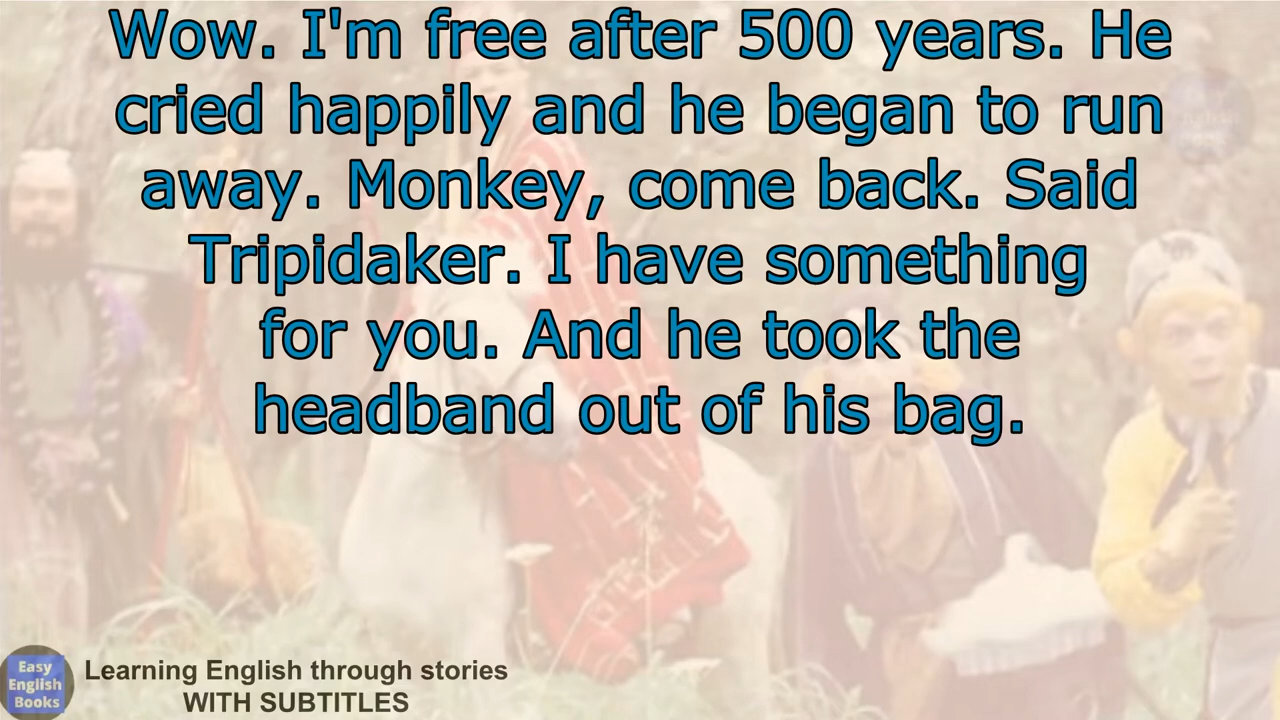 Wow. I'm free after 500 years. He
cried happily and he began to run
away. Monkey, come back. Said
Tripidaker. I have something
for you. And he took the
headband out of his bag.
Easy
English
Books
Learning English through stories
WITH SUBTITLES